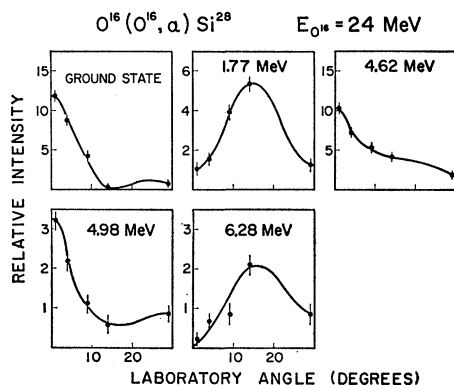 O¹⁶(O¹⁶,α) Si²⁸ E_O¹⁶ = 24 MeV
GROUND STATE
1.77 MeV
4.62 MeV
15
10
5
6
4
2
15
10
5
4.98 MeV
6.28 MeV
3
2
1
3
2
1
10 20
10 20
RELATIVE INTENSITY
LABORATORY ANGLE (DEGREES)